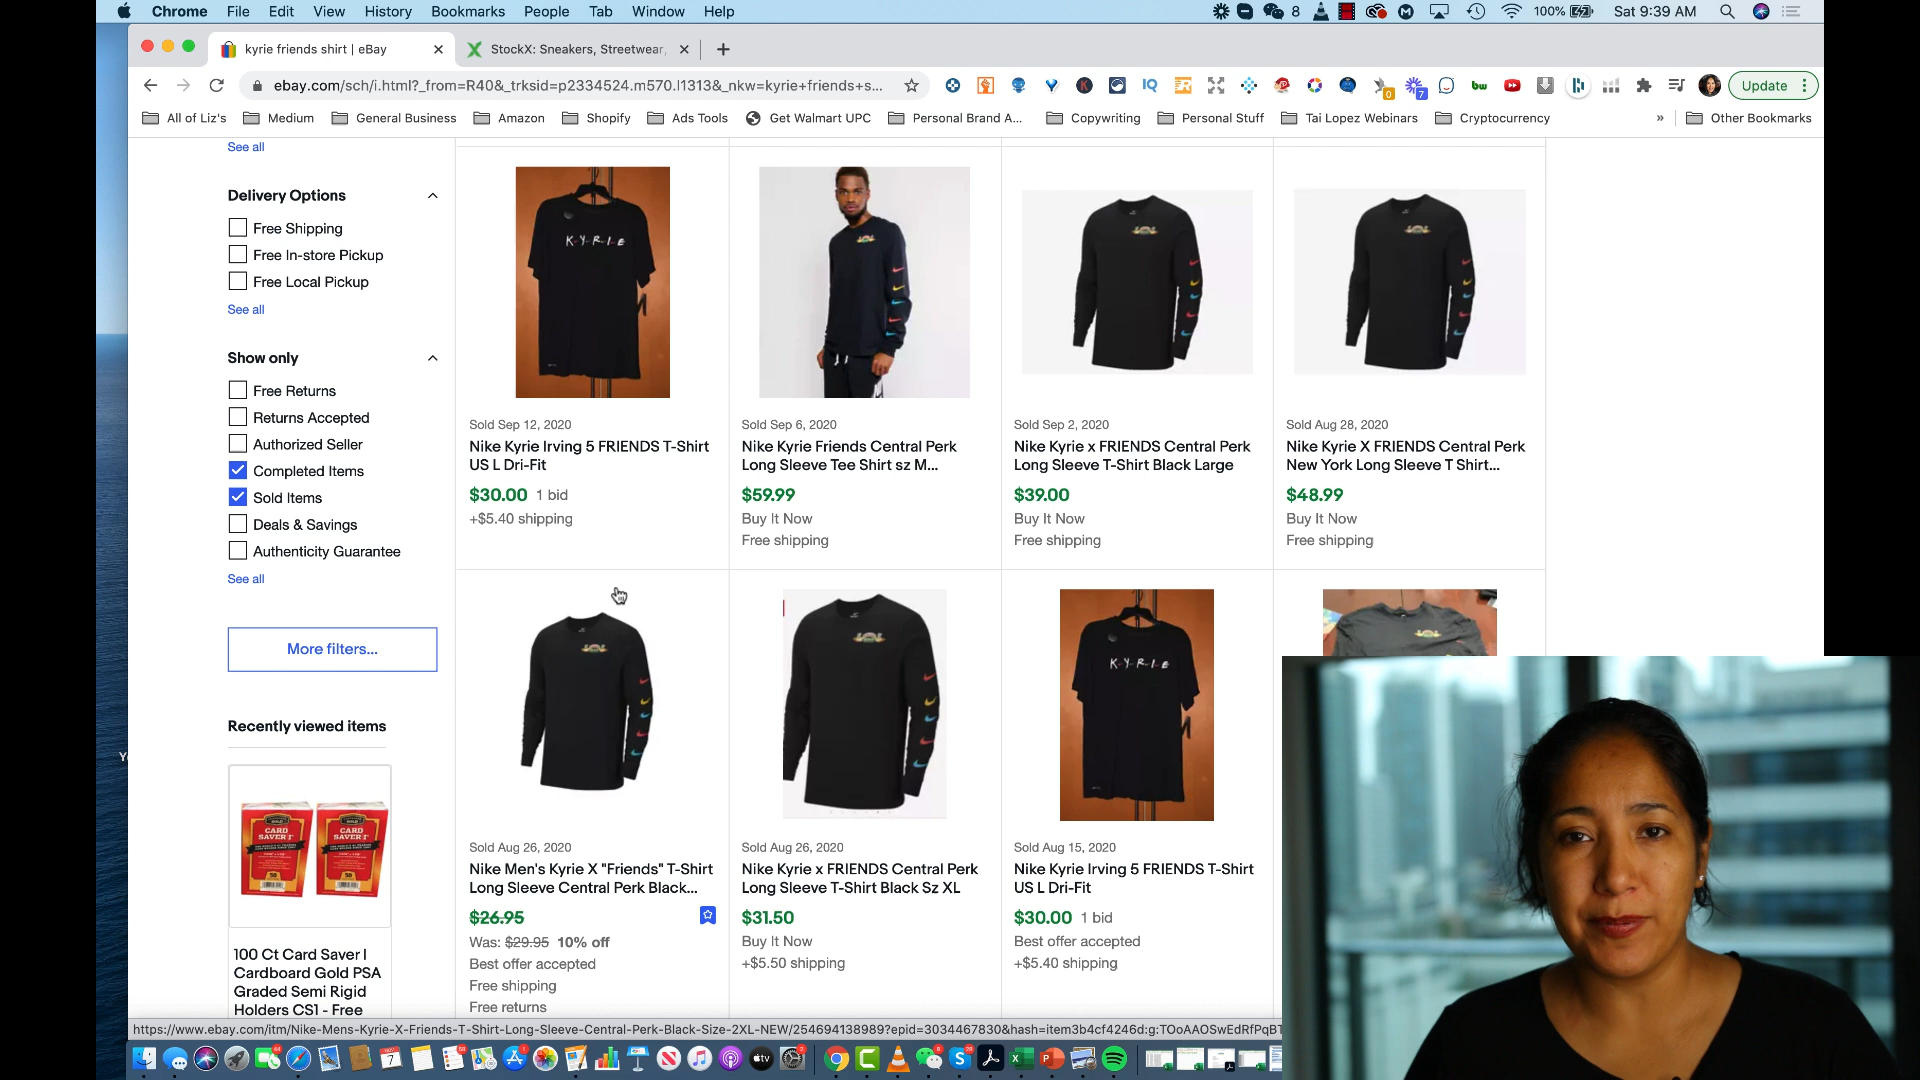 Chrome File Edit View History Bookmarks People Tab Window Help
8 100% Sat 9:39 AM
kyrie friends shirt | eBay
StockX: Sneakers, Streetwear,
ebay.com/sch/i.html?_from=R40&_trksid=p2334524.m570.l1313&_nkw=kyrie+friends+s...
Update
All of Liz's Medium General Business Amazon Shopify Ads Tools Get Walmart UPC Personal Brand A... Copywriting Personal Stuff Tai Lopez Webinars Cryptocurrency » Other Bookmarks
See all
Delivery Options
Free Shipping
Free In-store Pickup
Free Local Pickup
See all
Show only
Free Returns
Returns Accepted
Authorized Seller
Completed Items
Sold Items
Deals & Savings
Authenticity Guarantee
See all
More filters...
Recently viewed items
CARD SAVER I
CARD SAVER I
100 Ct Card Saver I
Cardboard Gold PSA
Graded Semi Rigid
Holders CS1 - Free
KYRIE
Sold Sep 12, 2020
Nike Kyrie Irving 5 FRIENDS T-Shirt
US L Dri-Fit
$30.00 1 bid
+$5.40 shipping
Sold Sep 6, 2020
Nike Kyrie Friends Central Perk
Long Sleeve Tee Shirt sz M...
$59.99
Buy It Now
Free shipping
Sold Sep 2, 2020
Nike Kyrie x FRIENDS Central Perk
Long Sleeve T-Shirt Black Large
$39.00
Buy It Now
Free shipping
Sold Aug 28, 2020
Nike Kyrie X FRIENDS Central Perk
New York Long Sleeve T Shirt...
$48.99
Buy It Now
Free shipping
Sold Aug 26, 2020
Nike Men's Kyrie X "Friends" T-Shirt
Long Sleeve Central Perk Black...
$26.95
Was: $29.95 10% off
Best offer accepted
Free shipping
Free returns
Sold Aug 26, 2020
Nike Kyrie x FRIENDS Central Perk
Long Sleeve T-Shirt Black Sz XL
$31.50
Buy It Now
+$5.50 shipping
KYRIE
Sold Aug 15, 2020
Nike Kyrie Irving 5 FRIENDS T-Shirt
US L Dri-Fit
$30.00 1 bid
Best offer accepted
+$5.40 shipping
https://www.ebay.com/itm/Nike-Mens-Kyrie-X-Friends-T-Shirt-Long-Sleeve-Central-Perk-Black-Size-2XL-NEW/254694138989?epid=3034467830&hash=item3b4cf4246d:g:TOoAAOSwEdRfPqBT